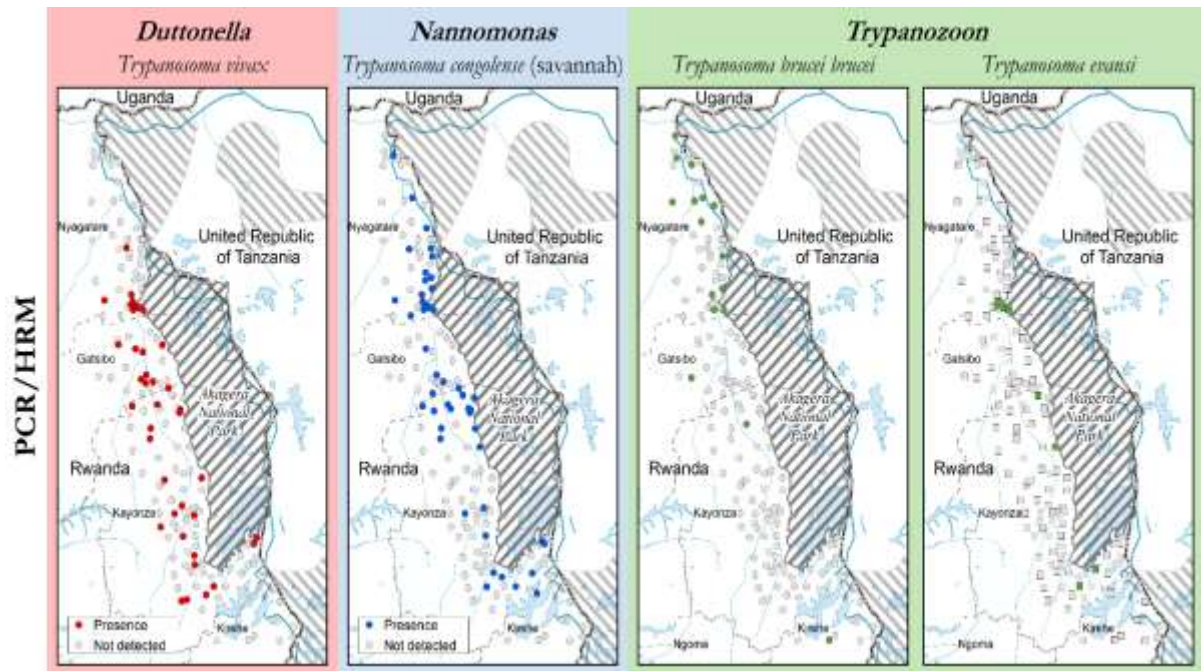 Duttonella
Trypanosoma vivax
Nannomonas
Trypanosoma congolense (savannah)
Trypanozoon
Trypanosoma brucei brucei
Trypanosoma evansi
PCR/HRM
Uganda
Nyagatare
United Republic
of Tanzania
Gatsibo
Akagera
National
Park
Rwanda
Kayonza
Presence
Not detected
Kirehe
Uganda
Nyagatare
United Republic
of Tanzania
Gatsibo
Akagera
National
Park
Rwanda
Kayonza
Presence
Not detected
Kirehe
Uganda
Nyagatare
United Republic
of Tanzania
Gatsibo
Akagera
National
Park
Rwanda
Kayonza
Kirehe
Ngoma
Uganda
Nyagatare
United Republic
of Tanzania
Gatsibo
Akagera
National
Park
Rwanda
Kayonza
Kirehe
Ngoma